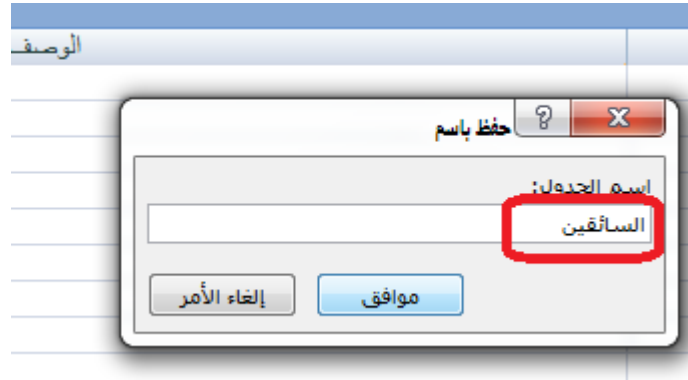 الوصف
حفظ باسم
اسم الجدول:
السائقين
موافق
إلغاء الأمر